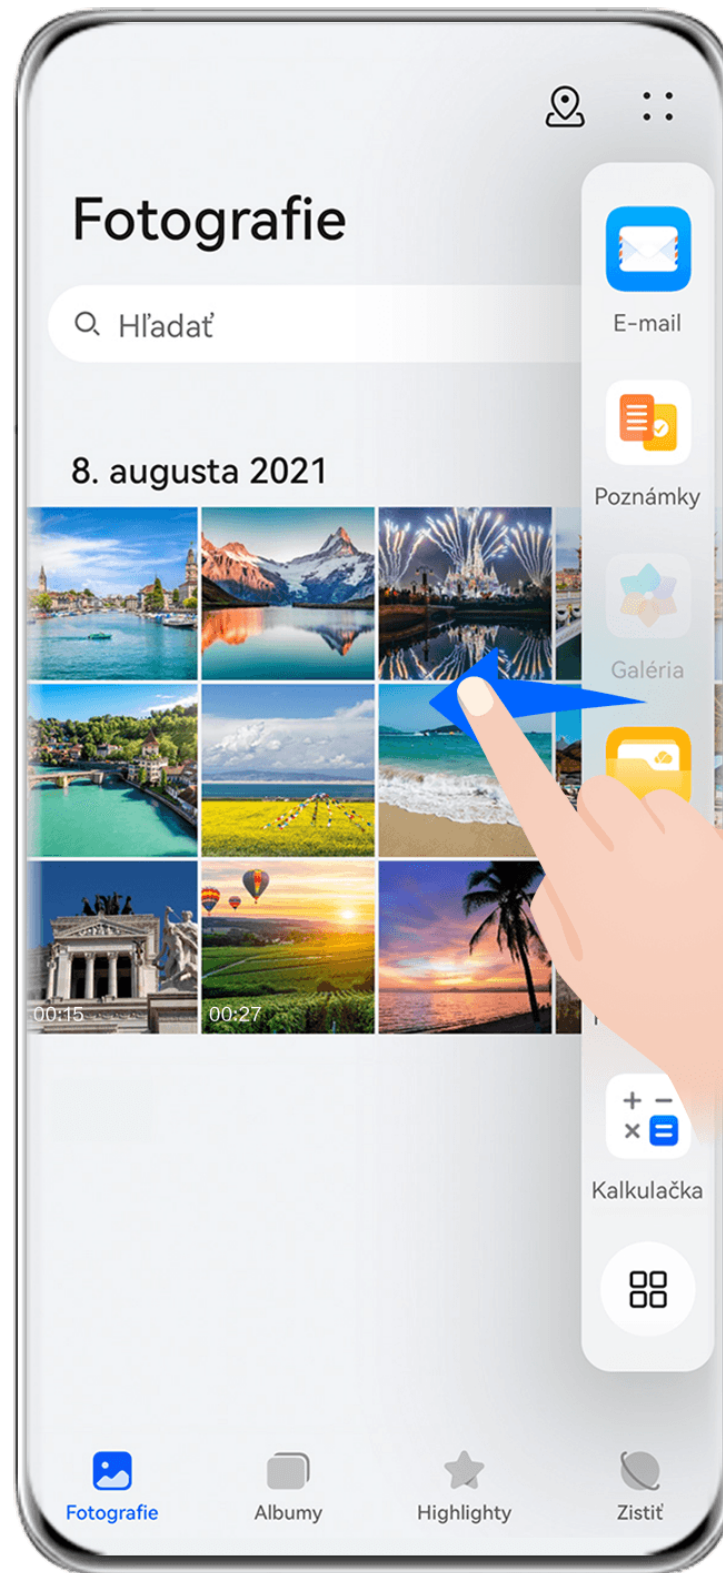 Fotografie
Hľadať
8. augusta 2021
00:15
00:27
E-mail
Poznámky
Galéria
Kalkulačka
Fotografie
Albumy
Highlighty
Zistiť